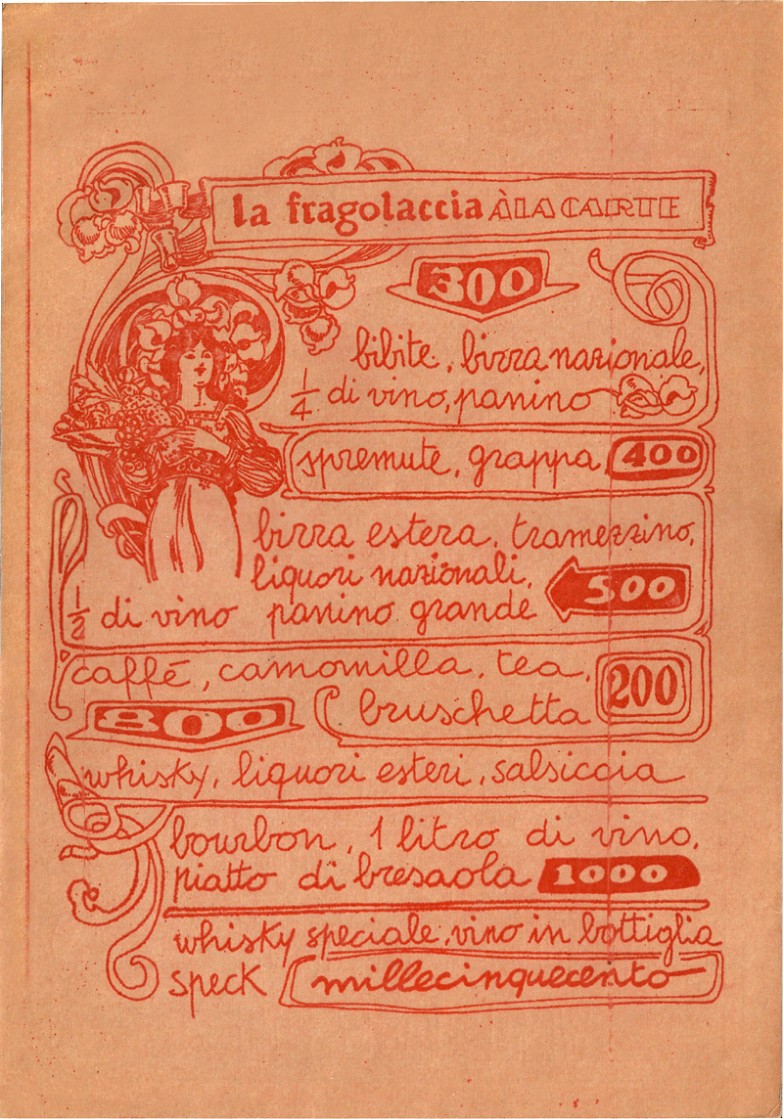 la fragolaccia À LA CARTE
300
bibite, birra nazionale,
1/4 di vino, panino
spremute, grappa, 400
birra estera, tramezzino,
liquori nazionali,
1/2 di vino panino grande 500
caffé, camomilla, tea,
bruschetta 200
800
whisky, liquori esteri, salsiccia
bourbon, 1 litro di vino,
piatto di bresaola 1000
whisky speciale, vino in bottiglia
speck millecinquecento